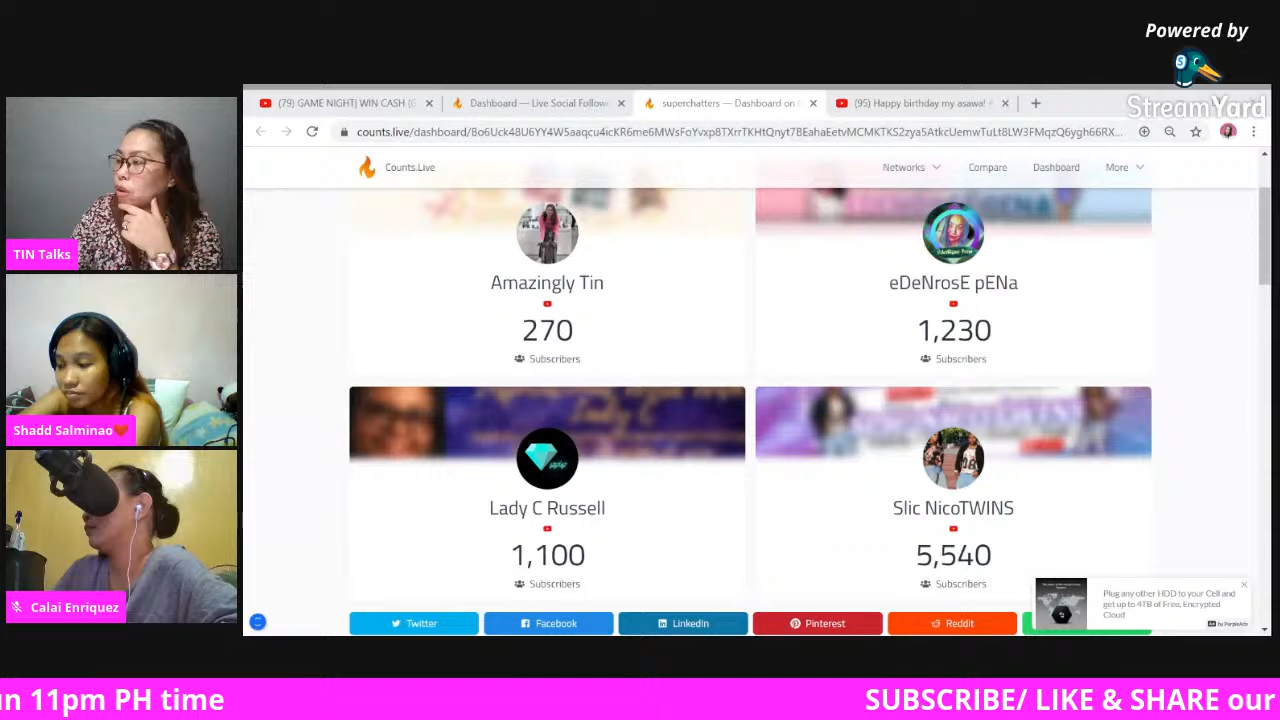 Powered by
StreamYard
(79) GAME NIGHT| WIN CASH (G
Dashboard — Live Social Follow
superchatters — Dashboard on
(95) Happy birthday my asawa!
counts.live/dashboard/
Counts.Live
Networks
Compare
Dashboard
More
TIN Talks
Amazingly Tin
270
Subscribers
eDeNrosE pENa
1,230
Subscribers
Shadd Salminao❤️
Lady C Russell
1,100
Subscribers
Slic NicoTWINS
5,540
Subscribers
Calai Enriquez
Plug any other HDD to your Cell and
get up to 4TB of Free, Encrypted
Cloud
Ad by PurpleAds
Twitter
Facebook
LinkedIn
Pinterest
Reddit
un 11pm PH time
SUBSCRIBE/ LIKE & SHARE our